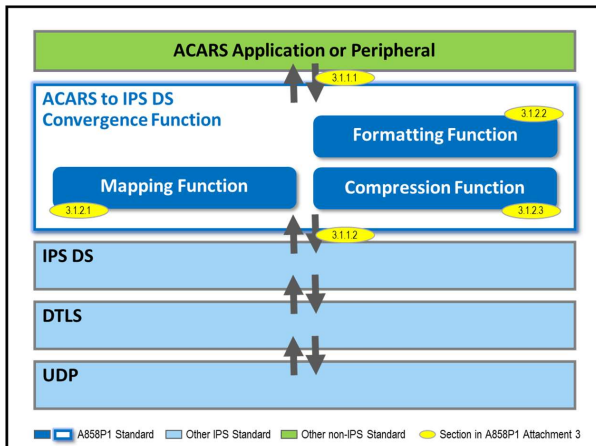 ACARS Application or Peripheral
3.1.1.1
ACARS to IPS DS
Convergence Function
3.1.2.2
Formatting Function
Mapping Function
Compression Function
3.1.2.1
3.1.2.3
3.1.1.2
IPS DS
DTLS
UDP
A858P1 Standard
Other IPS Standard
Other non-IPS Standard
Section in A858P1 Attachment 3